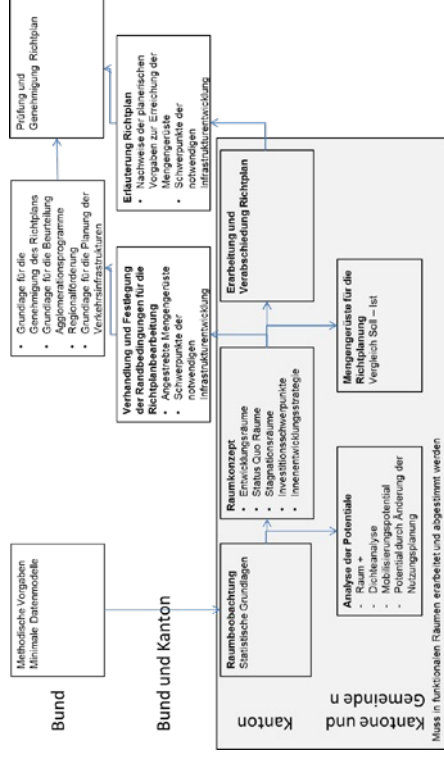 Bund
Methodische Vorgaben
Minimale Datenmodelle
• Grundlage für die
Genehmigung des Richtplans
• Grundlage für die Beurteilung
Agglomerationsprogramme
• Regionalförderung
• Grundlage für die Planung der
Verkehrsinfrastrukturen
Prüfung und
Genehmigung Richtplan
Bund und Kanton
Verhandlung und Festlegung
der Randbedingungen für die
Richtplanbearbeitung
• Angestrebte Mengengerüste
• Schwerpunkte der
notwendigen
Infrastrukturentwicklung
Erläuterung Richtplan
• Nachweise der planerischen
Vorgaben zur Erreichung der
Mengengerüste
• Schwerpunkte der
notwendigen
Infrastrukturentwicklung
Kanton
Raumbeobachtung
Statistische Grundlagen
Raumkonzept
• Entwicklungsräume
• Status Quo Räume
• Stagnationsräume
• Investitionsschwerpunkte
• Innenentwicklungsstrategie
Erarbeitung und
Verabschiedung Richtplan
Kantone und
Gemeinden
Analyse der Potentiale
- Raum +
- Dichteanalyse
- Mobilisierungspotential
- Potential durch Änderung der
Nutzungsplanung
Mengengerüste für die
Richtplanung
Vergleich Soll – Ist
Muss in funktionalen Räumen erarbeitet und abgestimmt werden